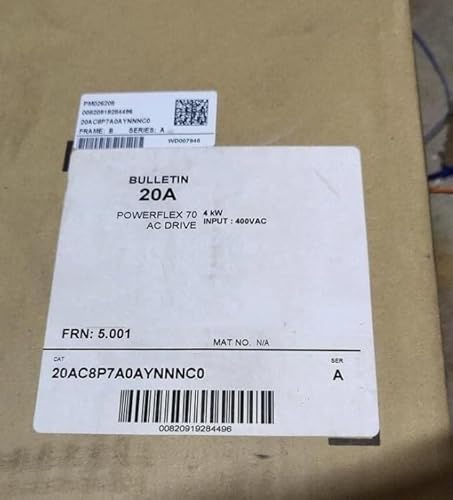 PM026206
00820919284496
20AC8P7A0AYNNNC0
FRAME: B SERIES: A
WD007945
BULLETIN
20A
POWERFLEX 70 4 kW
AC DRIVE INPUT : 400VAC
FRN: 5.001
MAT NO. N/A
CAT SER
20AC8P7A0AYNNNC0 A
00820919284496